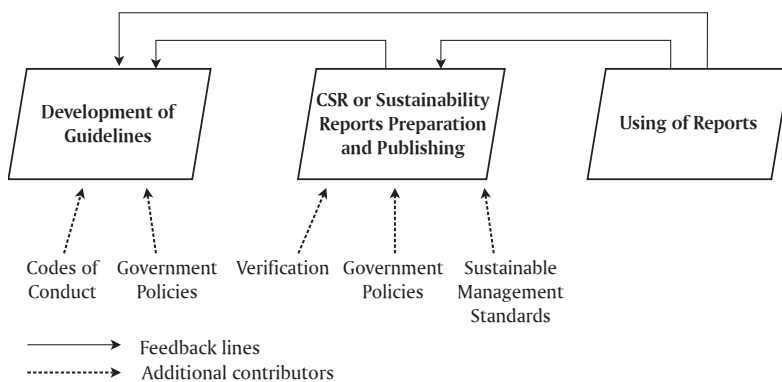 Development of
Guidelines
CSR or Sustainability
Reports Preparation
and Publishing
Using of Reports
Codes of
Conduct
Government
Policies
Verification
Government
Policies
Sustainable
Management
Standards
Feedback lines
Additional contributors